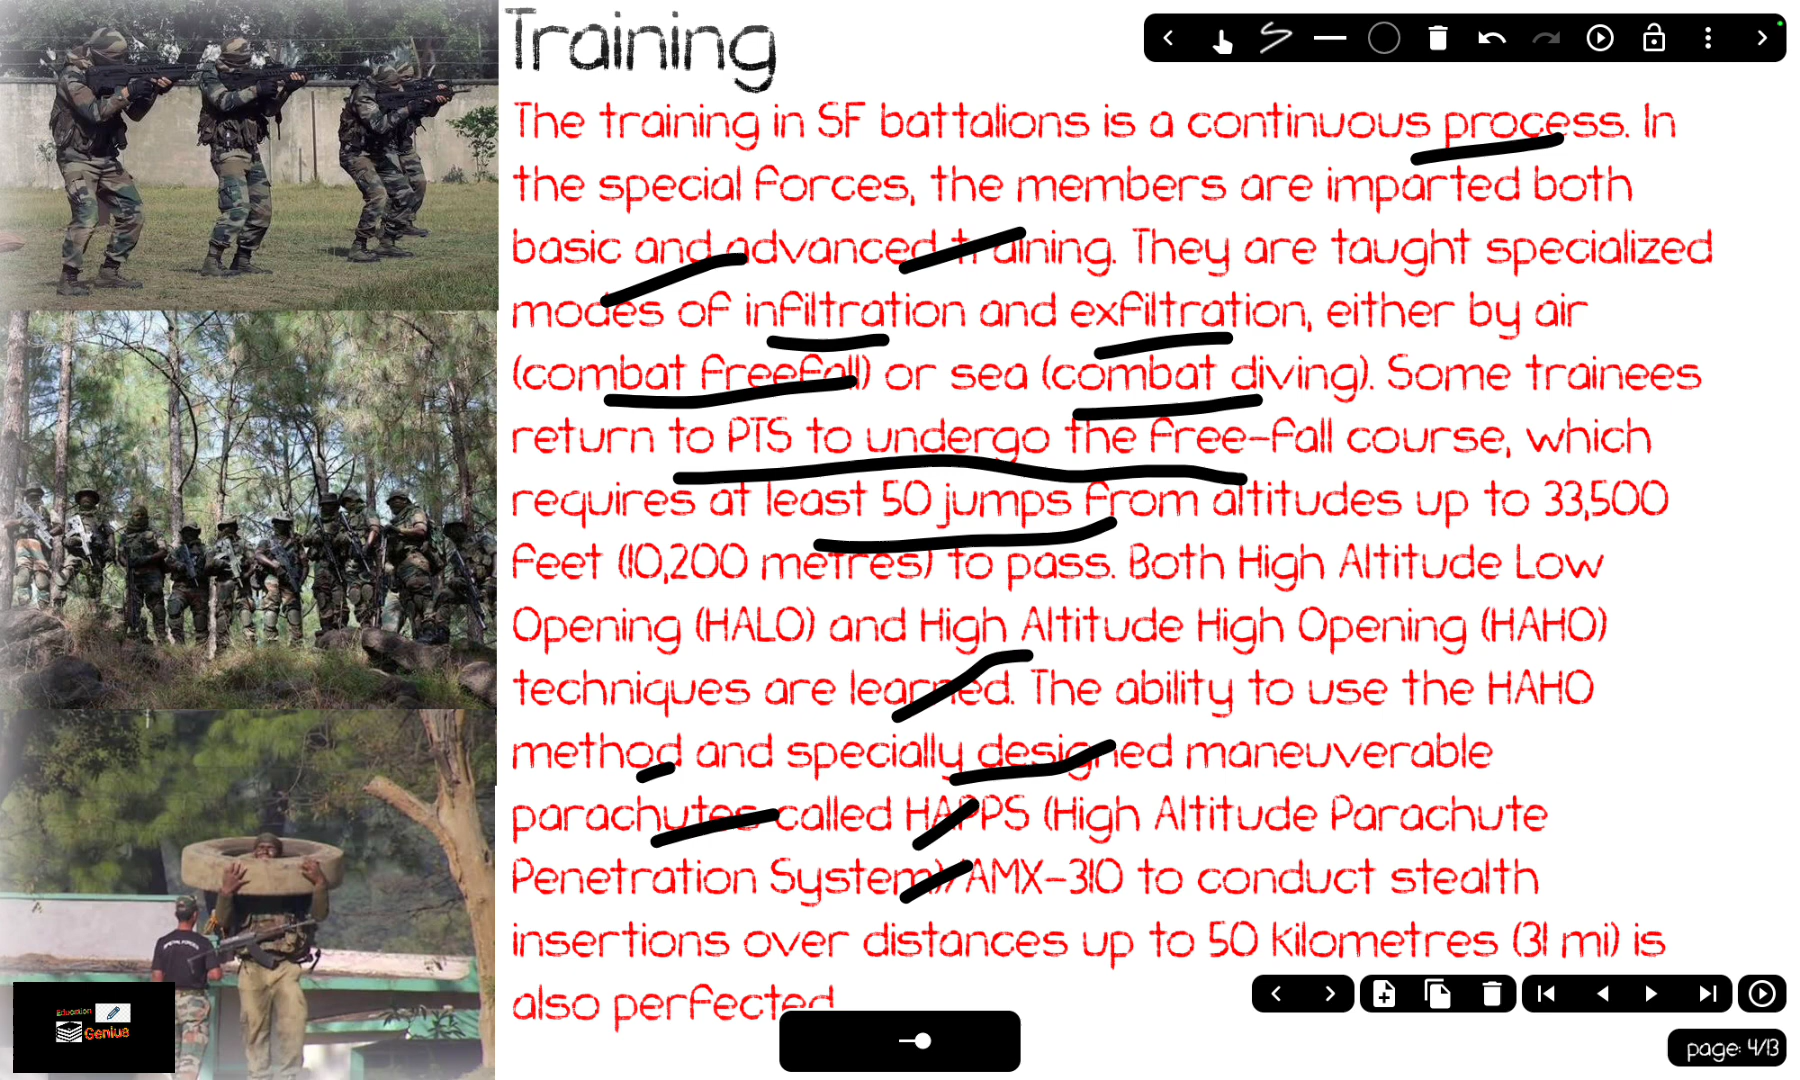 Training
The training in SF battalions is a continuous process. In
the special forces, the members are imparted both
basic and advanced training. They are taught specialized
modes of infiltration and exfiltration, either by air
(combat freefall) or sea (combat diving). Some trainees
return to PTS to undergo the free-fall course, which
requires at least 50 jumps from altitudes up to 33,500
feet (10,200 metres) to pass. Both High Altitude Low
Opening (HALO) and High Altitude High Opening (HAHO)
techniques are learned. The ability to use the HAHO
method and specially designed maneuverable
parachutes called HAPPS (High Altitude Parachute
Penetration System)/AMX-310 to conduct stealth
insertions over distances up to 50 kilometres (31 mi) is
also perfected
SPECIAL FORCES
Education
Genius
page: 4/13